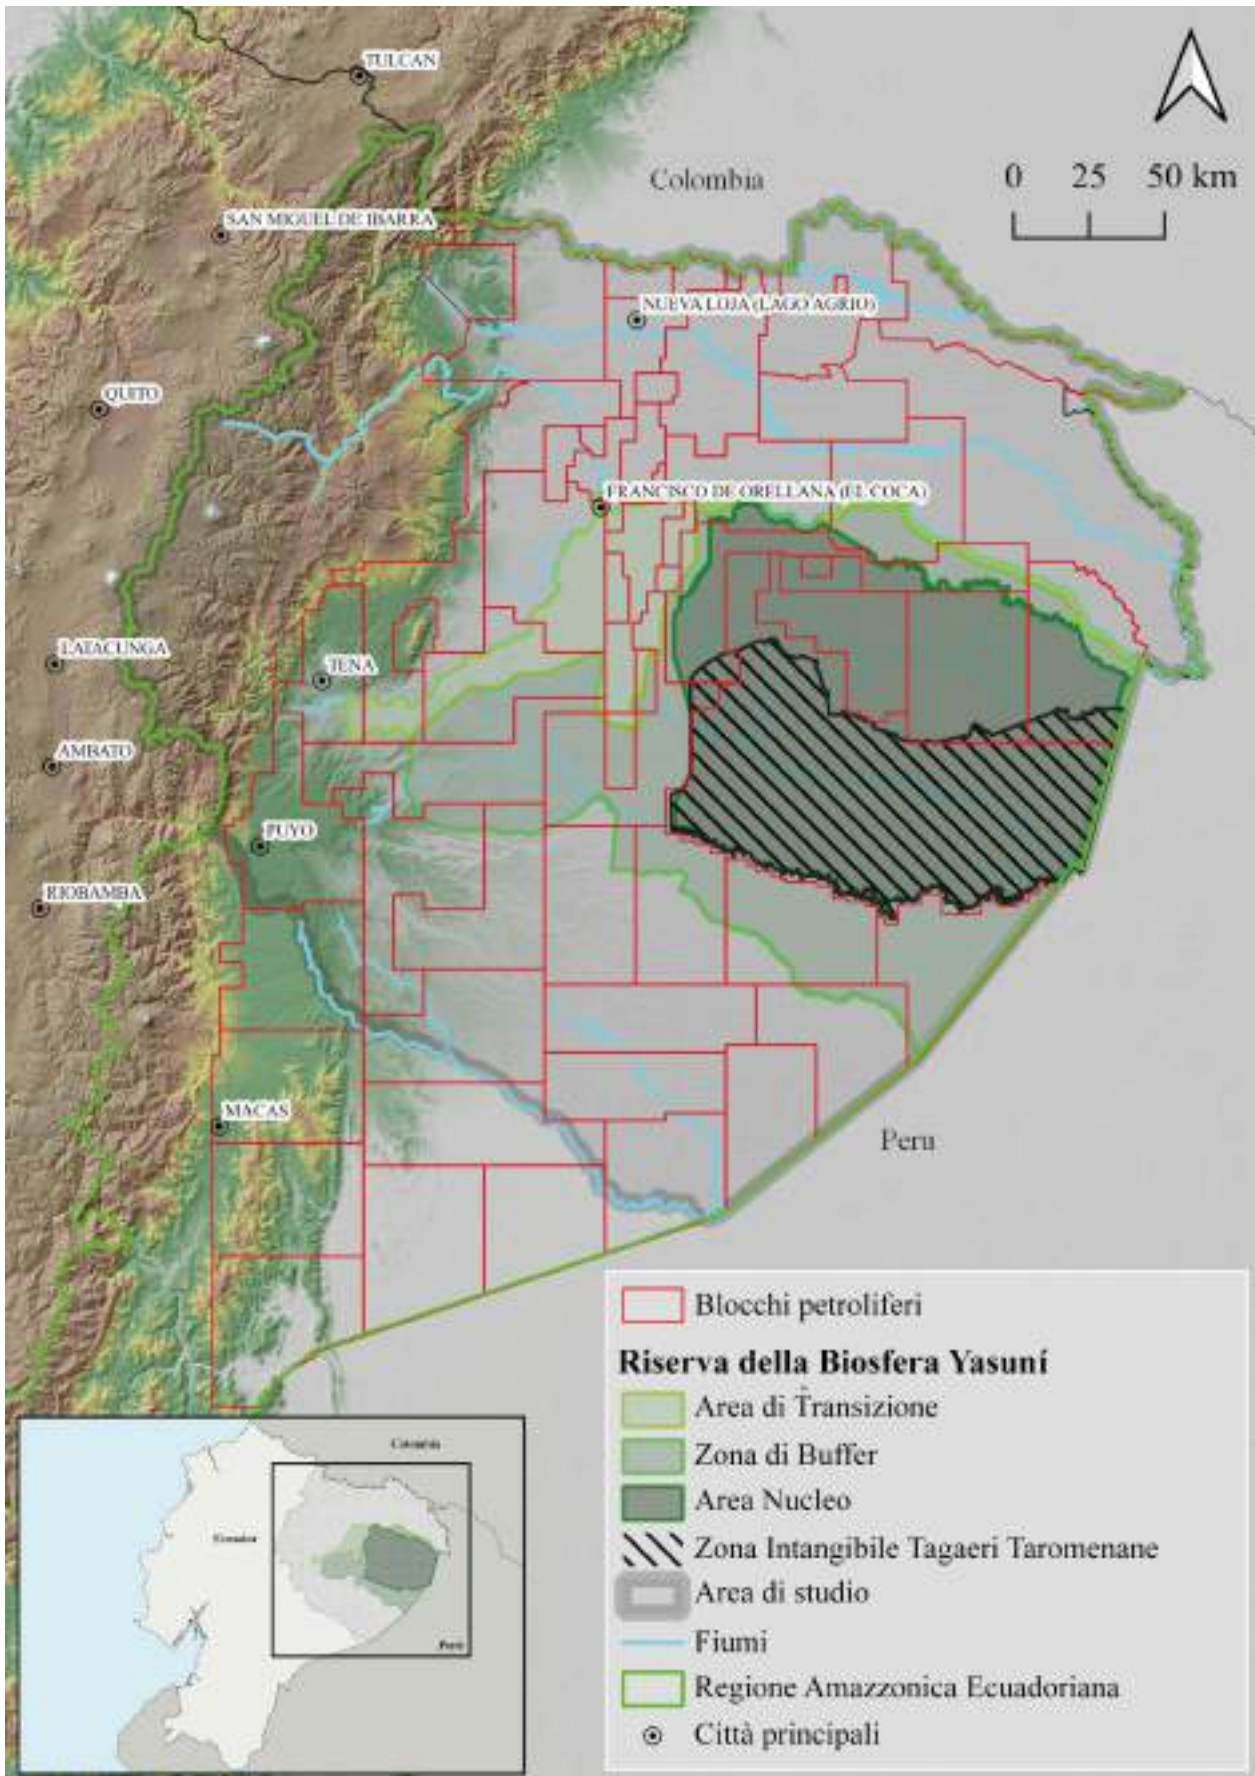 TULCAN
Colombia
0 25 50 km
SAN MIGUEL DE IBARRA
NUEVA LOJA (LAGO AGRIO)
QUITO
FRANCISCO DE ORELLANA (EL COCA)
LATACUNGA
TENA
AMBATO
PUYO
RIOBAMBA
MACAS
Peru
Blocchi petroliferi
Riserva della Biosfera Yasuní
Area di Transizione
Zona di Buffer
Area Nucleo
Zona Intangibile Tagaeri Taromenane
Area di studio
Fiumi
Regione Amazzonica Ecuadoriana
Città principali
Colombia
Ecuador
Perù